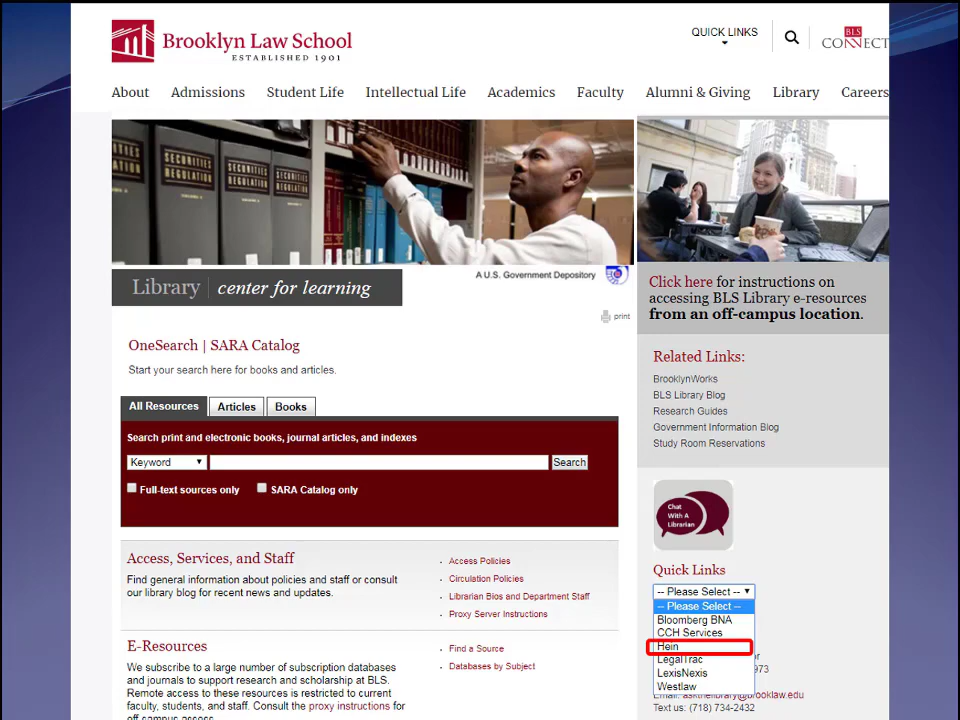 Brooklyn Law School
ESTABLISHED 1901
QUICK LINKS
BLS
CONNECT
About Admissions Student Life Intellectual Life Academics Faculty Alumni & Giving Library Careers
SECURITIES REGULATION
SECURITIES REGULATION
SECURITIES REGULATION
A U.S. Government Depository
Library | center for learning
print
OneSearch | SARA Catalog
Start your search here for books and articles.
All Resources Articles Books
Search print and electronic books, journal articles, and indexes
Keyword Search
Full-text sources only SARA Catalog only
Access, Services, and Staff
Find general information about policies and staff or consult
our library blog for recent news and updates.
Access Policies
Circulation Policies
Librarian Bios and Department Staff
Proxy Server Instructions
E-Resources
We subscribe to a large number of subscription databases
and journals to support research and scholarship at BLS.
Remote access to these resources is restricted to current
faculty, students, and staff. Consult the proxy instructions for
off campus access.
Find a Source
Databases by Subject
Click here for instructions on
accessing BLS Library e-resources
from an off-campus location.
Related Links:
BrooklynWorks
BLS Library Blog
Research Guides
Government Information Blog
Study Room Reservations
Chat
With A
Librarian
Quick Links
-- Please Select --
-- Please Select --
Bloomberg BNA
CCH Services
Hein
LegalTrac
LexisNexis
Westlaw
973
Email: askthelibrary@brooklaw.edu
Text us: (718) 734-2432